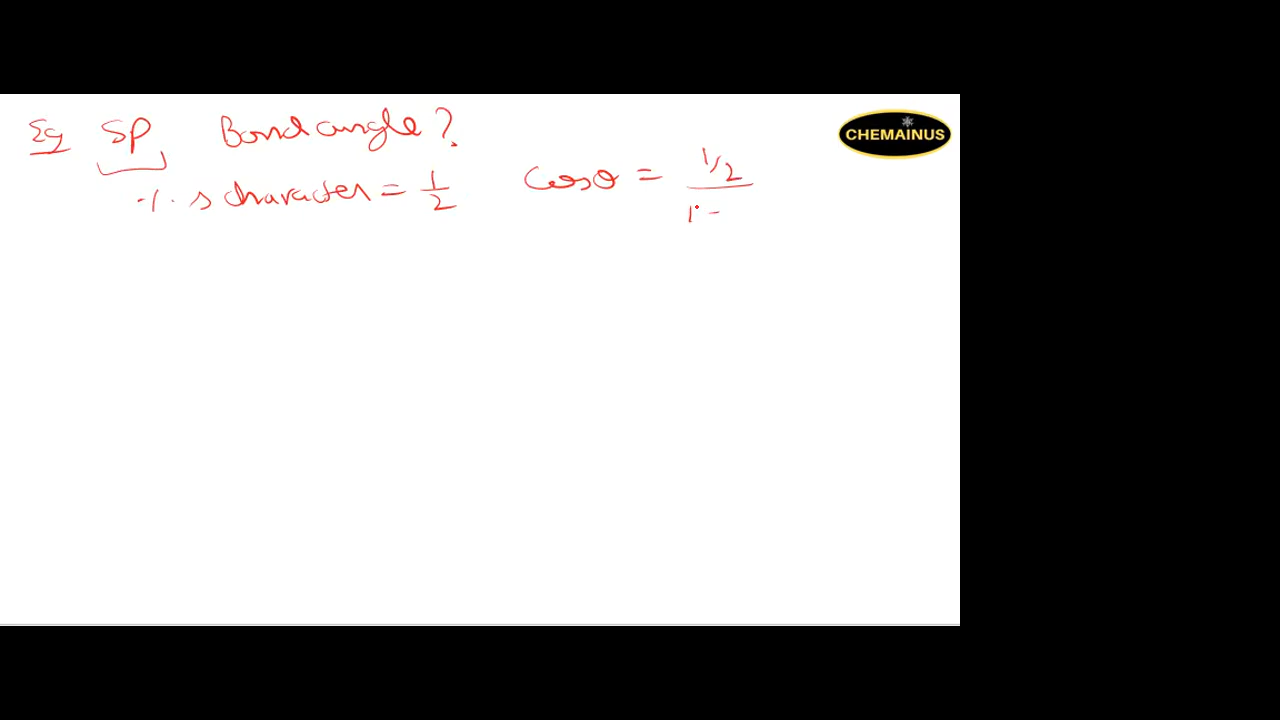 Eg sp Bond angle?
% s character = 1/2 cosθ = 1/2 / 1-
CHEMAINUS